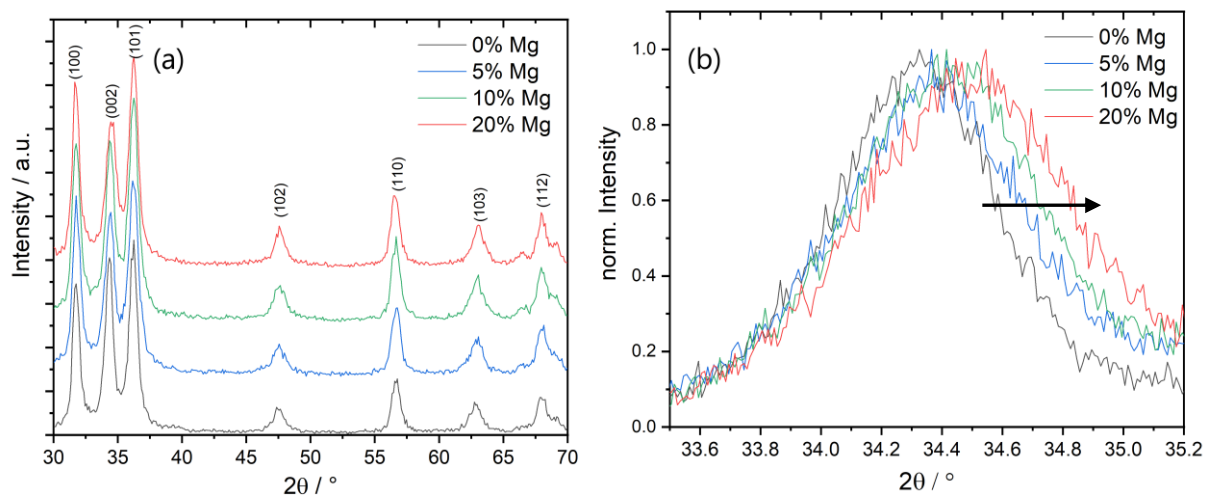 (a)
(100)
(002)
(101)
(102)
(110)
(103)
(112)
0% Mg
5% Mg
10% Mg
20% Mg
Intensity / a.u.
30 35 40 45 50 55 60 65 70
2θ / °
(b)
0% Mg
5% Mg
10% Mg
20% Mg
norm. Intensity
1.0
0.8
0.6
0.4
0.2
0.0
33.6 33.8 34.0 34.2 34.4 34.6 34.8 35.0 35.2
2θ / °